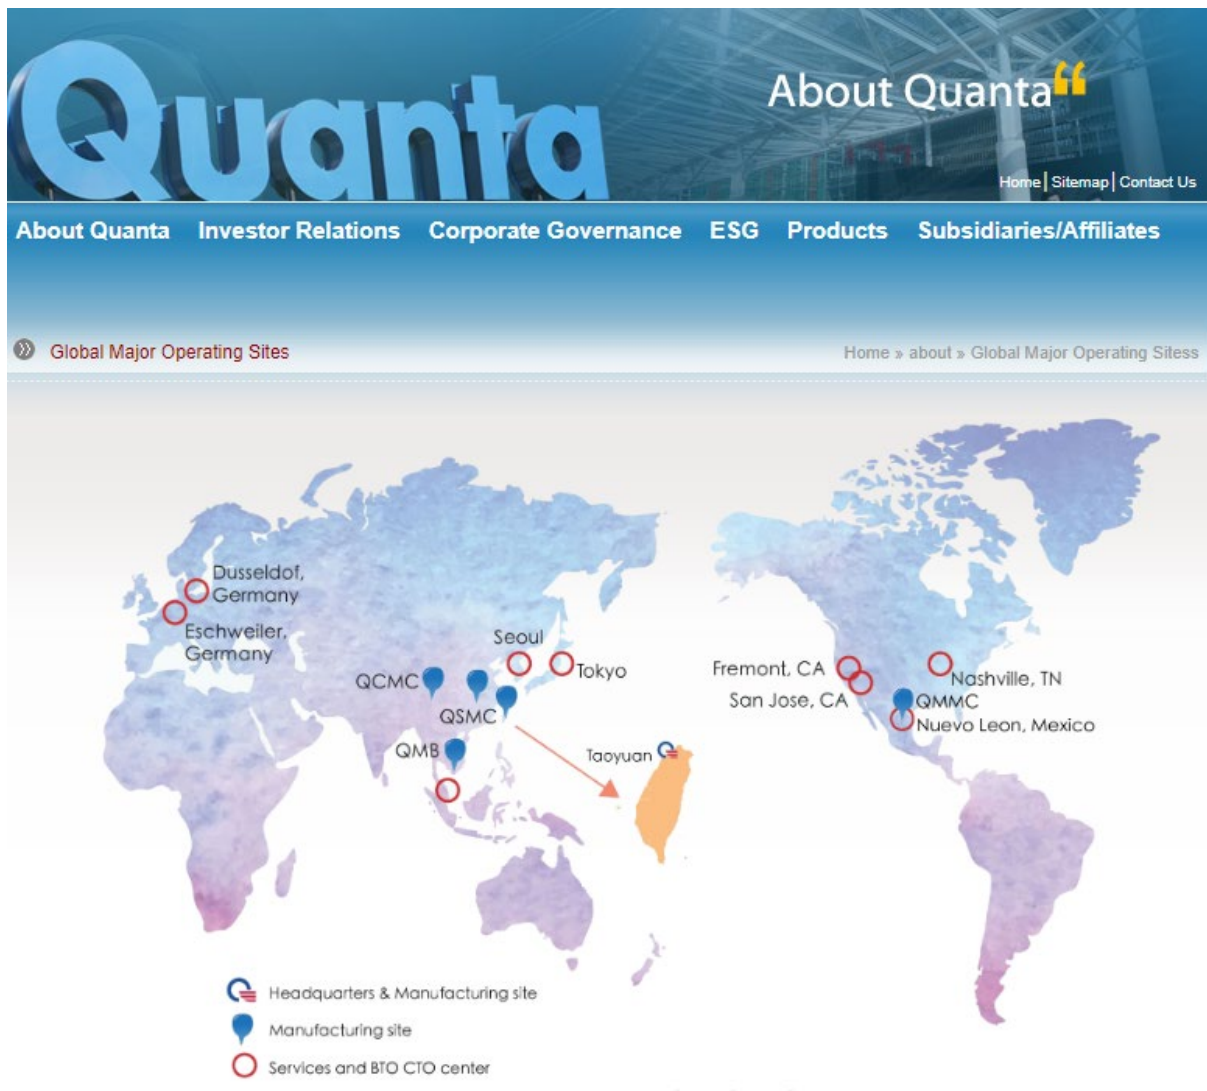 Quanta
About Quanta“
Home | Sitemap | Contact Us
About Quanta Investor Relations Corporate Governance ESG Products Subsidiaries/Affiliates
Global Major Operating Sites
Home » about » Global Major Operating Sitess
Dusseldof,
Germany
Eschweiler,
Germany
Seoul
Tokyo
QCMC
QSMC
QMB
Taoyuan
Fremont, CA
San Jose, CA
Nashville, TN
QMMC
Nuevo Leon, Mexico
Headquarters & Manufacturing site
Manufacturing site
Services and BTO CTO center